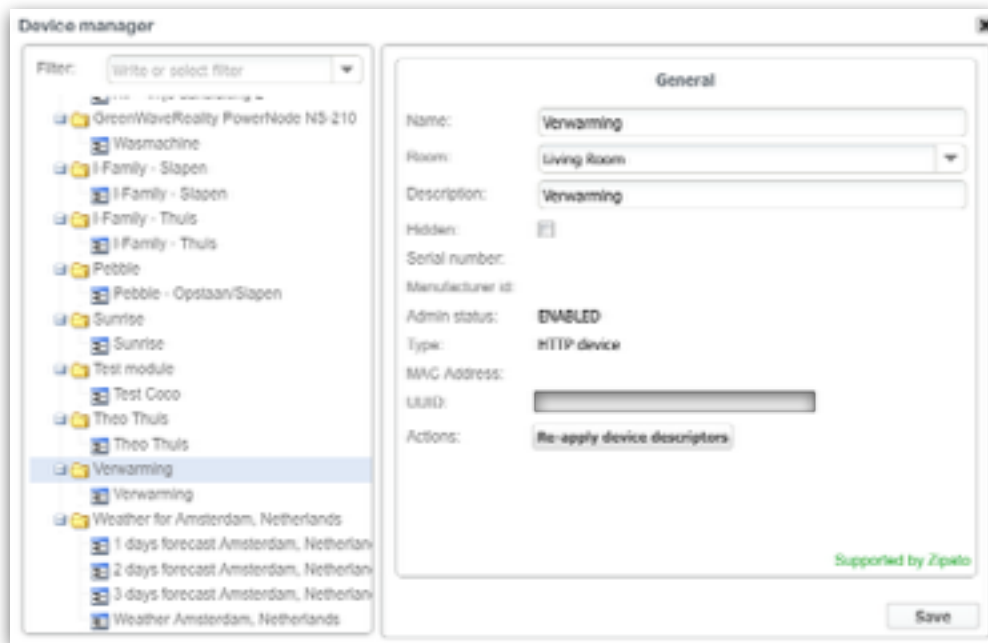 Device manager
Filter:
Write or select filter
GreenWaveReality PowerNode NS-210
Wasmachine
I-Family - Slapen
I-Family - Slapen
I-Family - Thuis
I-Family - Thuis
Pebble
Pebble - Opstaan/Slapen
Sunrise
Sunrise
Test module
Test Coco
Theo Thuis
Theo Thuis
Verwarming
Verwarming
Weather for Amsterdam, Netherlands
1 days forecast Amsterdam, Netherlan
2 days forecast Amsterdam, Netherlan
3 days forecast Amsterdam, Netherlan
Weather Amsterdam, Netherlands
General
Name: Verwarming
Room: Living Room
Description: Verwarming
Hidden:
Serial number:
Manufacturer id:
Admin status: ENABLED
Type: HTTP device
MAC Address:
UUID:
Actions: Re-apply device descriptors
Supported by Zipato
Save